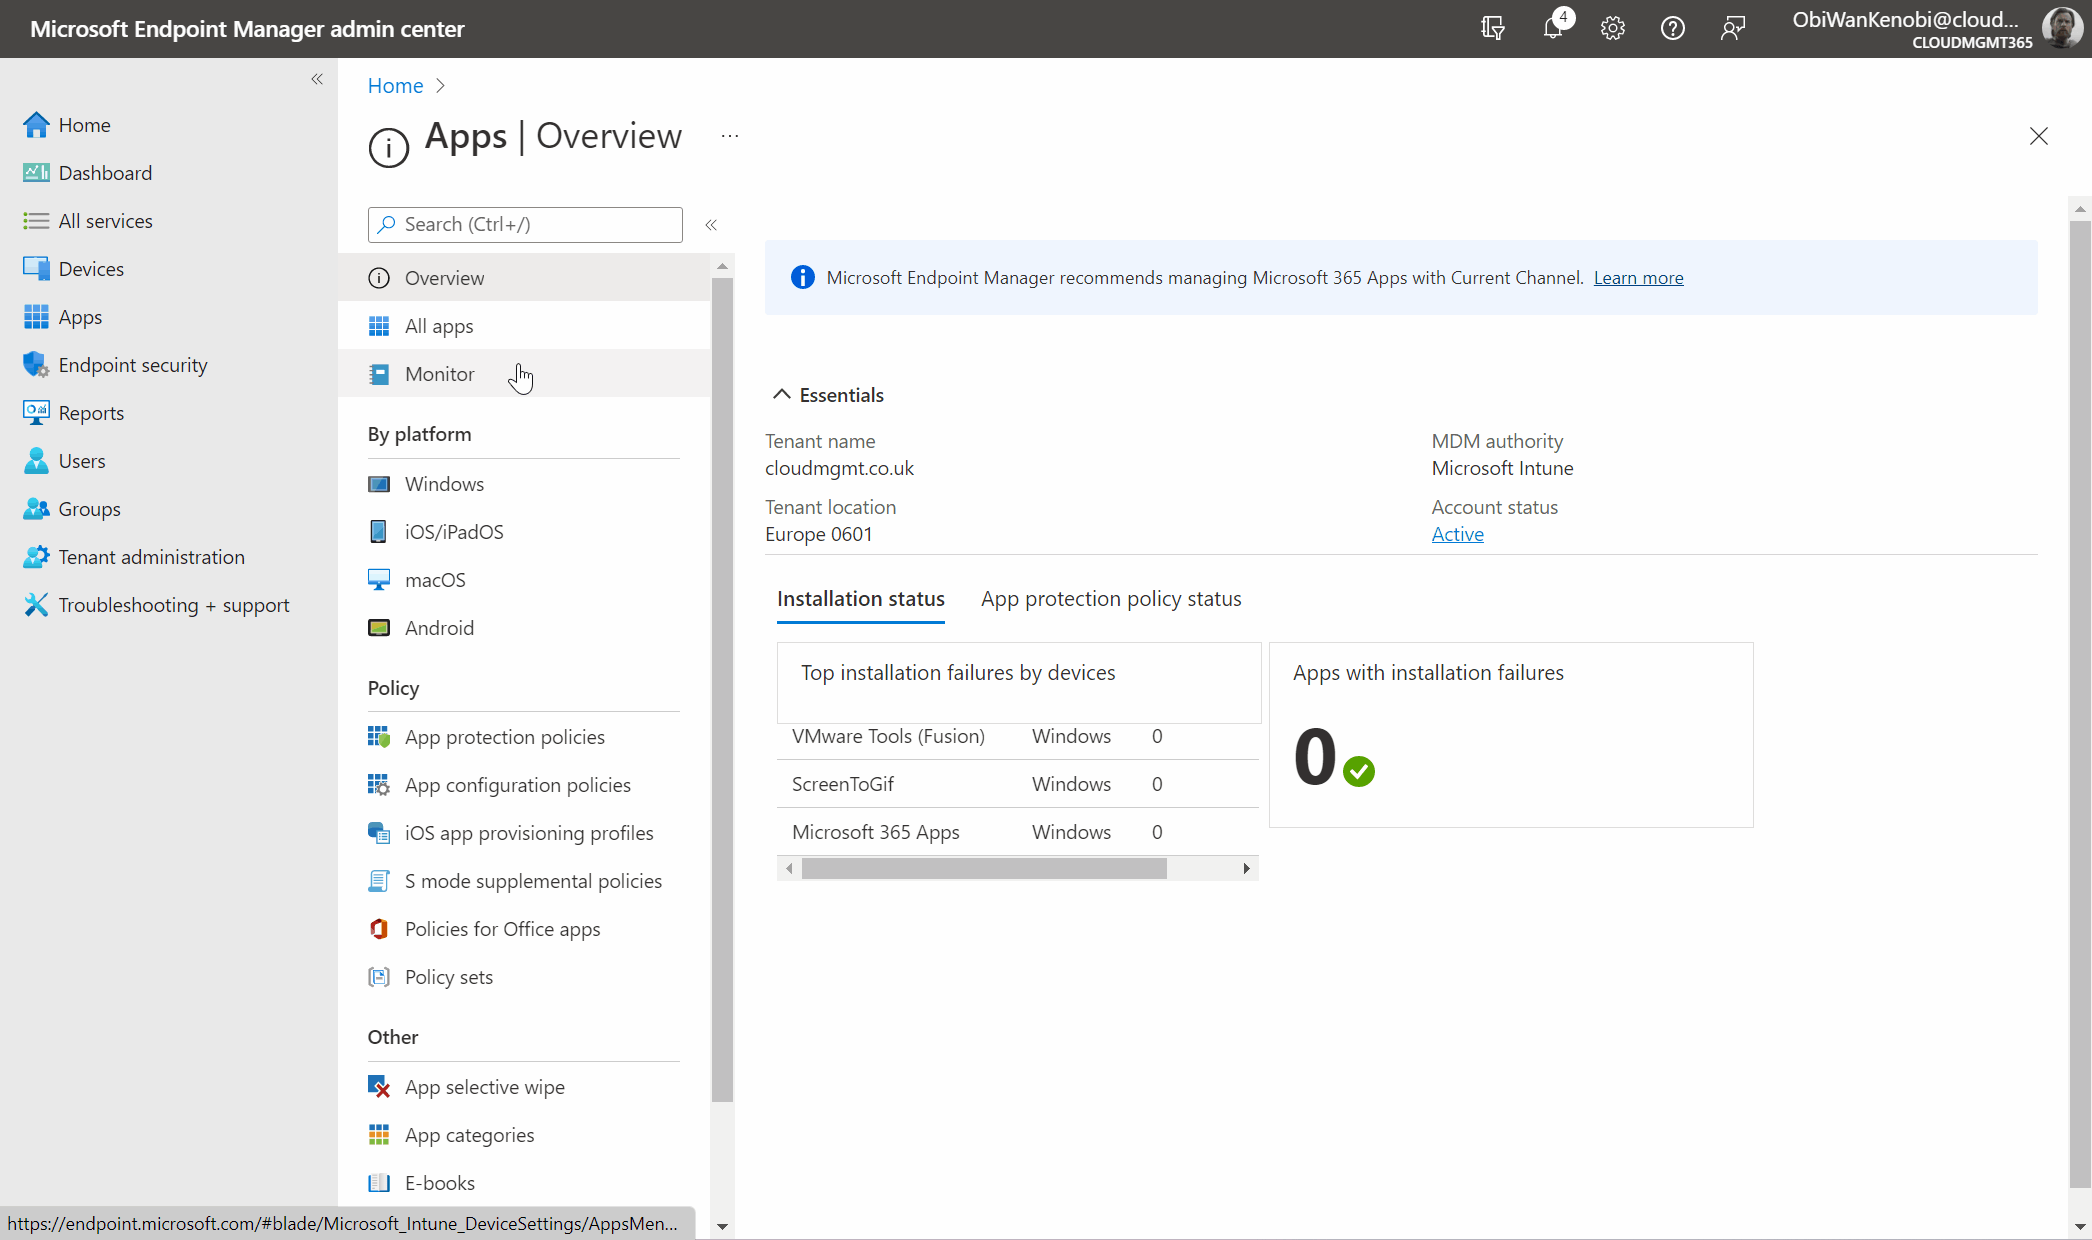 Microsoft Endpoint Manager admin center
4
ObiWanKenobi@cloud...
CLOUDMGMT365
Home
Dashboard
All services
Devices
Apps
Endpoint security
Reports
Users
Groups
Tenant administration
Troubleshooting + support
Home
Apps | Overview
...
Search (Ctrl+/)
Overview
All apps
Monitor
By platform
Windows
iOS/iPadOS
macOS
Android
Policy
App protection policies
App configuration policies
iOS app provisioning profiles
S mode supplemental policies
Policies for Office apps
Policy sets
Other
App selective wipe
App categories
E-books
https://endpoint.microsoft.com/#blade/Microsoft_Intune_DeviceSettings/AppsMen...
Microsoft Endpoint Manager recommends managing Microsoft 365 Apps with Current Channel. Learn more
Essentials
Tenant name
cloudmgmt.co.uk
Tenant location
Europe 0601
MDM authority
Microsoft Intune
Account status
Active
Installation status App protection policy status
Top installation failures by devices
VMware Tools (Fusion) Windows 0
ScreenToGif Windows 0
Microsoft 365 Apps Windows 0
Apps with installation failures
0